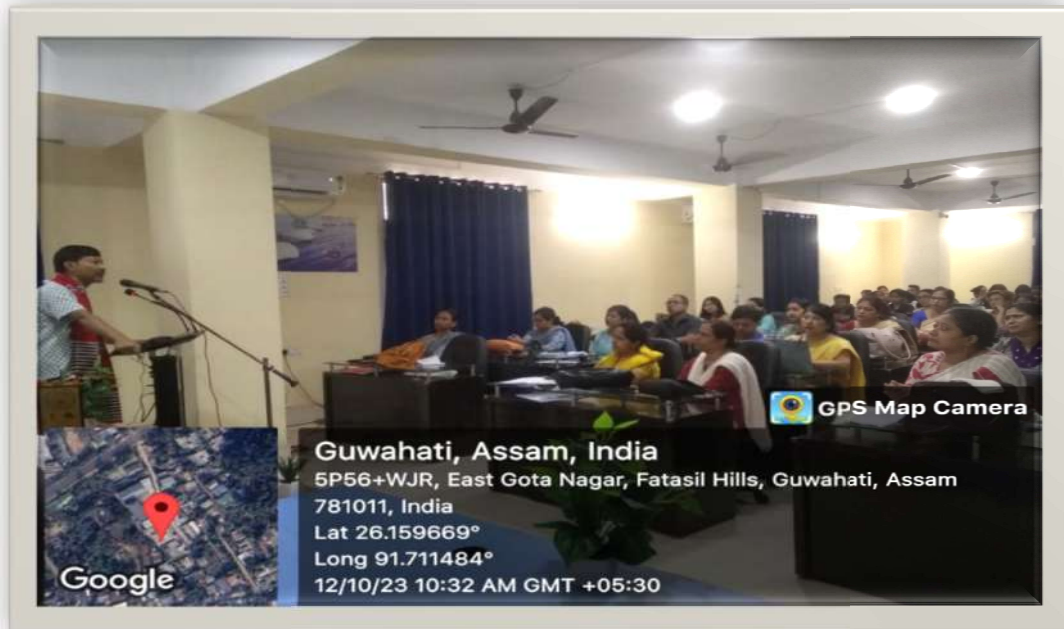 GPS Map Camera
Guwahati, Assam, India
5P56+WJR, East Gota Nagar, Fatasil Hills, Guwahati, Assam
781011, India
Lat 26.159669°
Long 91.711484°
12/10/23 10:32 AM GMT +05:30
Google